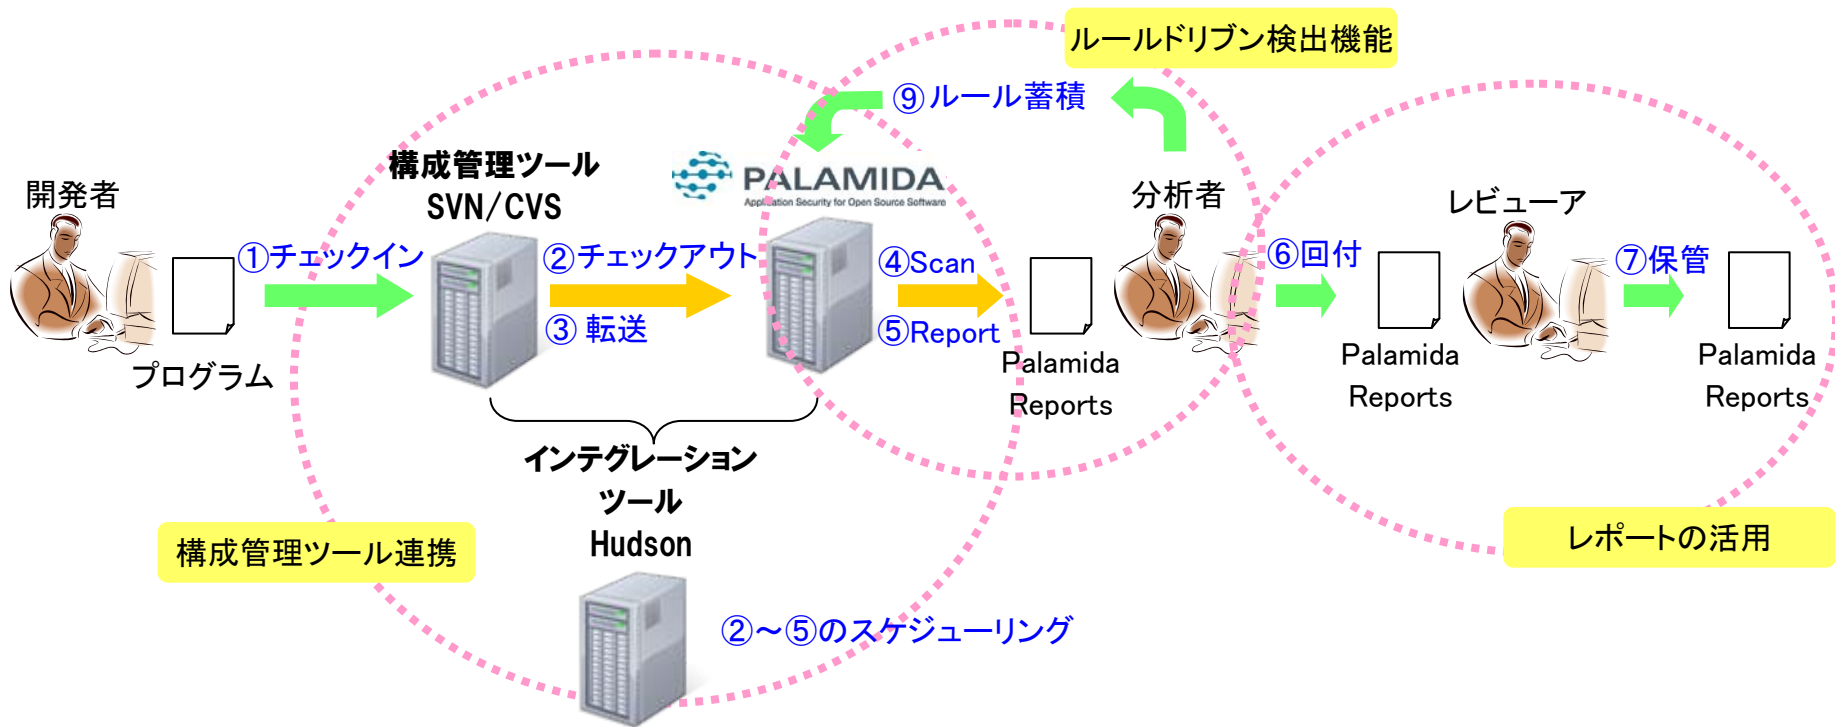 ルールドリブン検出機能
⑨ルール蓄積
構成管理ツール
SVN/CVS
PALAMIDA
Application Security for Open Source Software
開発者
分析者
レビューア
①チェックイン
②チェックアウト
③ 転送
④Scan
⑤Report
⑥回付
⑦保管
プログラム
Palamida
Reports
Palamida
Reports
Palamida
Reports
インテグレーション
ツール
Hudson
構成管理ツール連携
レポートの活用
②～⑤のスケジューリング